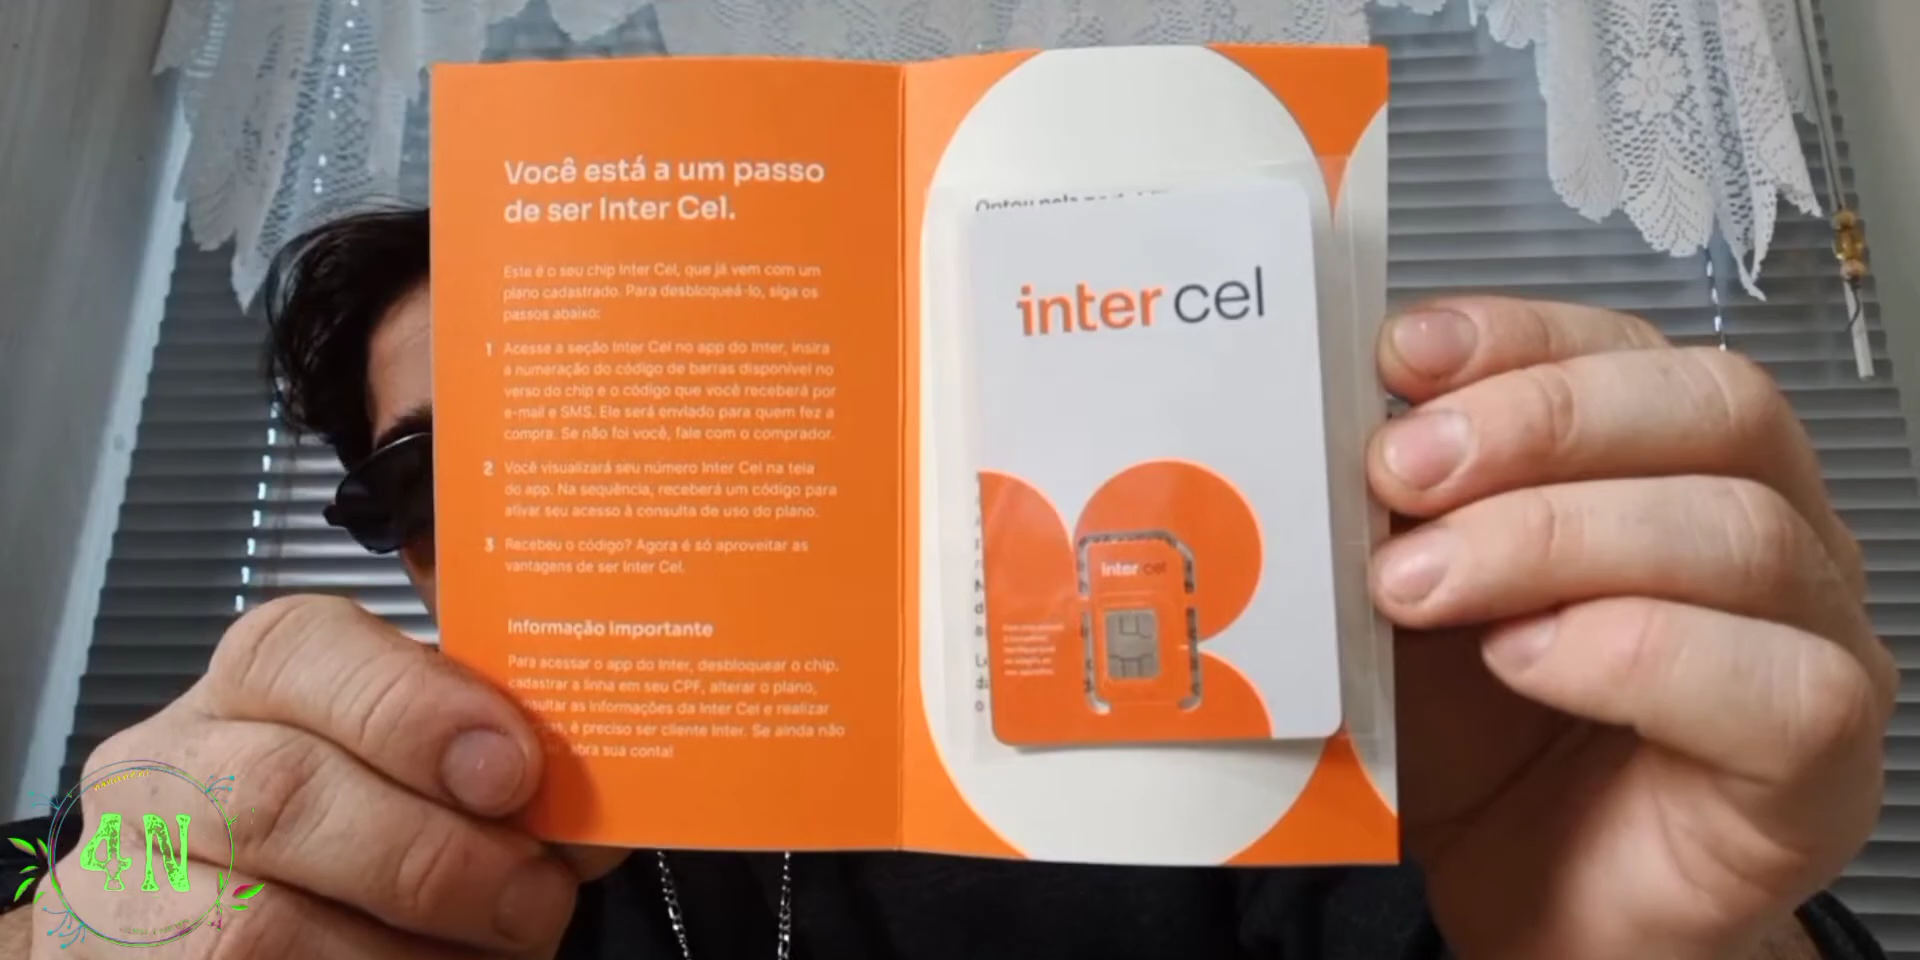 Você está a um passo
de ser Inter Cel.
Este é o seu chip Inter Cel, que já vem com um
plano cadastrado. Para desbloqueá-lo, siga os
passos abaixo:
1 Acesse a seção Inter Cel no app do Inter, insira
a numeração do código de barras disponível no
verso do chip e o código que você receberá por
e-mail e SMS. Ele será enviado para quem fez a
compra. Se não foi você, fale com o comprador.
2 Você visualizará seu número Inter Cel na tela
do app. Na sequência, receberá um código para
ativar seu acesso à consulta de uso do plano.
3 Recebeu o código? Agora é só aproveitar as
vantagens de ser Inter Cel.
Informação Importante
Para acessar o app do Inter, desbloquear o chip,
cadastrar a linha em seu CPF, alterar o plano,
as informações da Inter Cel e realizar
é preciso ser cliente Inter. Se ainda não
abra sua conta!
Optou pela
inter cel
inter cel
4N